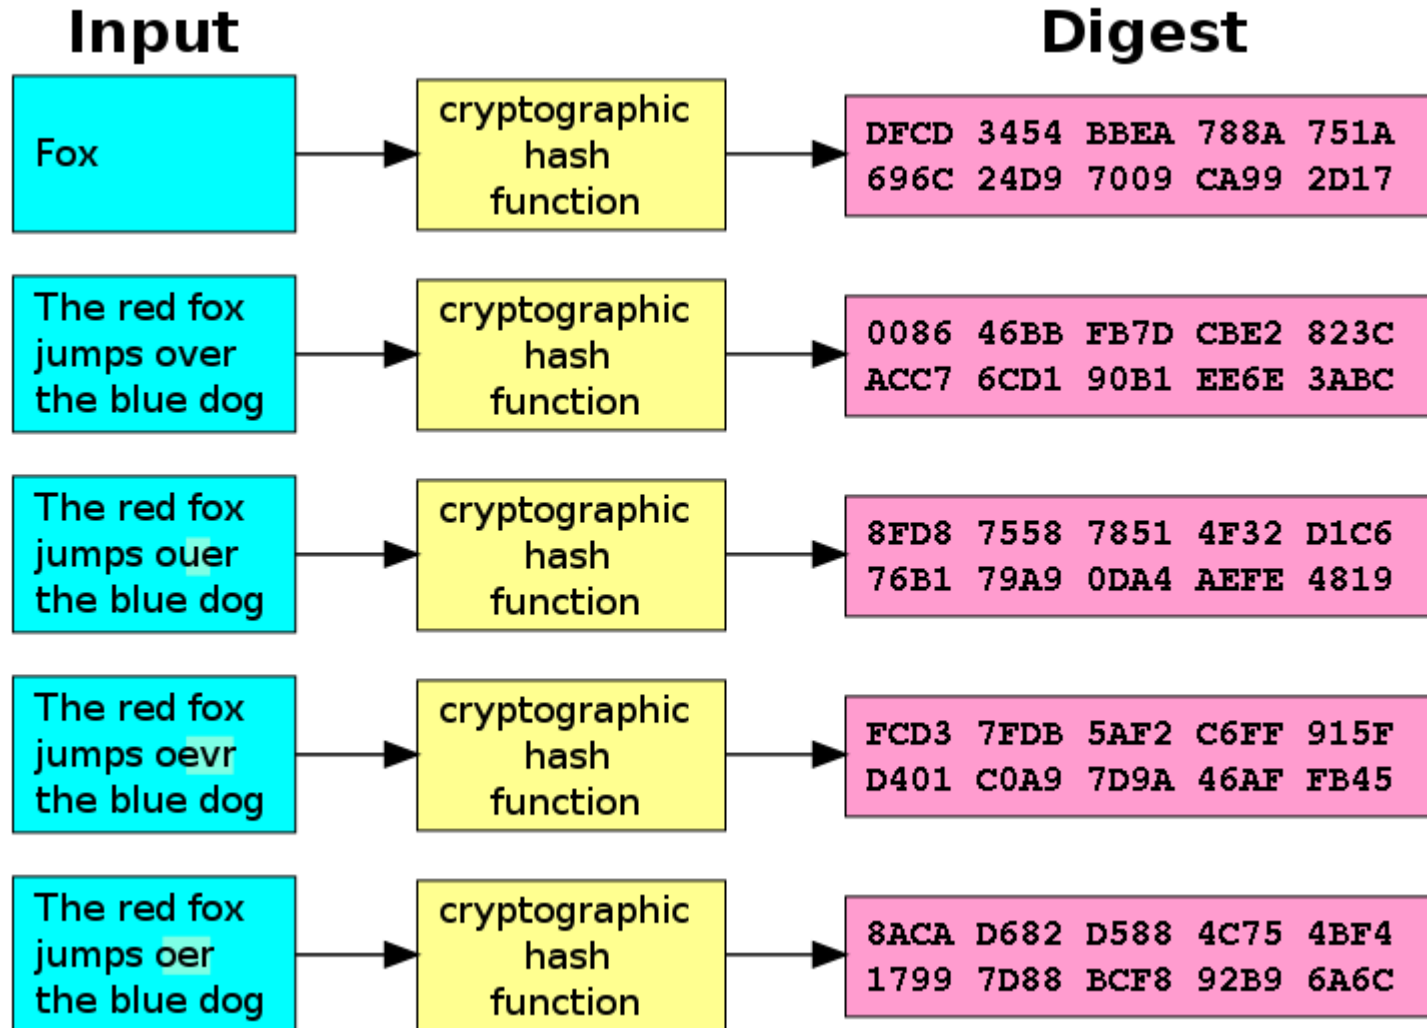 Input
Digest
Fox
cryptographic
hash
function
DFCD 3454 BBEA 788A 751A
696C 24D9 7009 CA99 2D17
The red fox
jumps over
the blue dog
cryptographic
hash
function
0086 46BB FB7D CBE2 823C
ACC7 6CD1 90B1 EE6E 3ABC
The red fox
jumps ouer
the blue dog
cryptographic
hash
function
8FD8 7558 7851 4F32 D1C6
76B1 79A9 0DA4 AEFE 4819
The red fox
jumps oevr
the blue dog
cryptographic
hash
function
FCD3 7FDB 5AF2 C6FF 915F
D401 C0A9 7D9A 46AF FB45
The red fox
jumps oer
the blue dog
cryptographic
hash
function
8ACA D682 D588 4C75 4BF4
1799 7D88 BCF8 92B9 6A6C